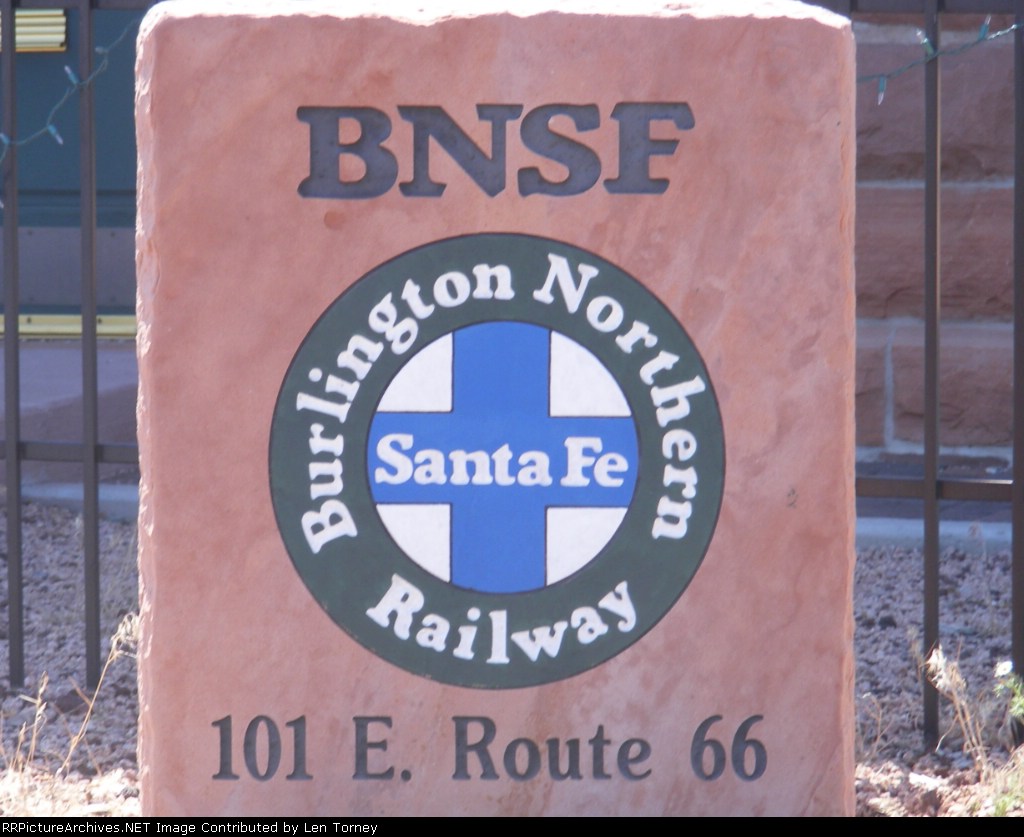 BNSF
Burlington Northern
Santa Fe
Railway
101 E. Route 66
RRPictureArchives.NET Image Contributed by Len Torney